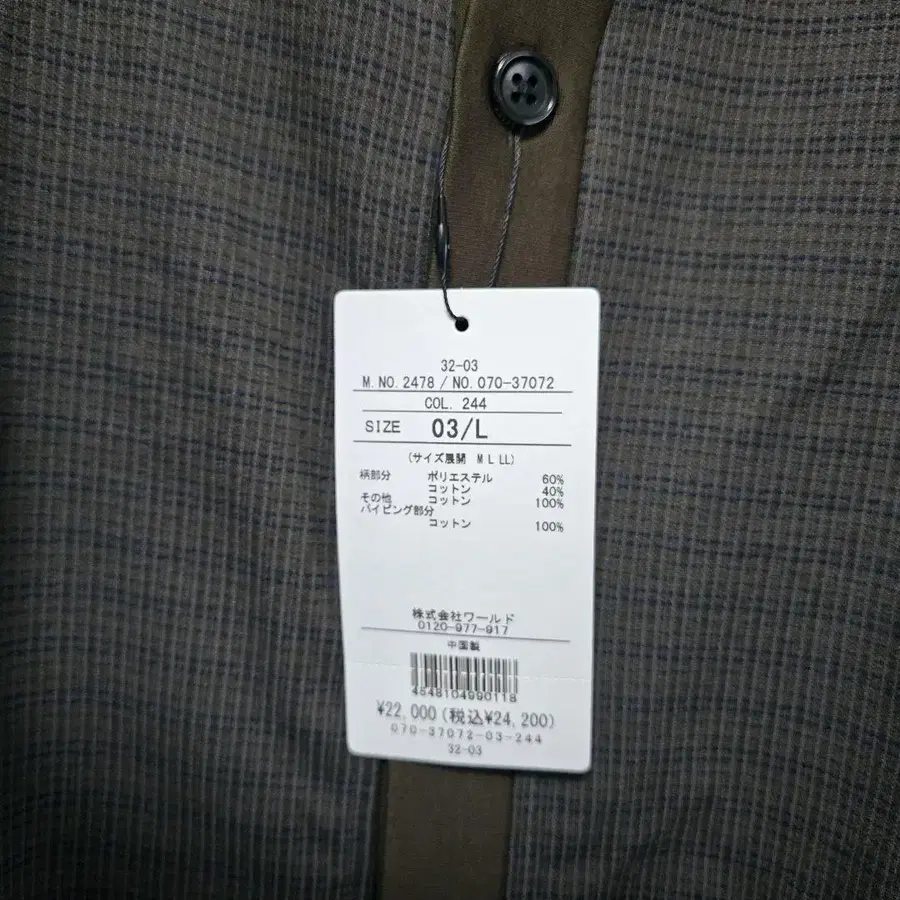 32-03
M.NO.2478 / NO.070-37072
COL. 244
SIZE 03/L
(サイズ展開 M L LL)
柄部分 ポリエステル 60%
コットン 40%
その他 コットン 100%
パイピング部分
コットン 100%
株式会社ワールド
0120-977-917
中国製
4548104990118
¥22,000(税込¥24,200)
070-37072-03-244
32-03